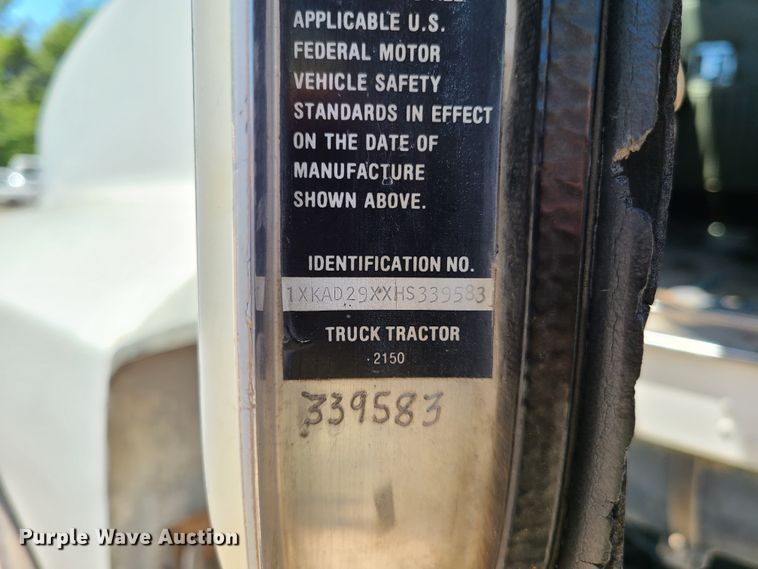 APPLICABLE U.S.
FEDERAL MOTOR
VEHICLE SAFETY
STANDARDS IN EFFECT
ON THE DATE OF
MANUFACTURE
SHOWN ABOVE.
IDENTIFICATION NO.
1XKAD29XXHS339583
TRUCK TRACTOR
2150
339583
Purple Wave Auction